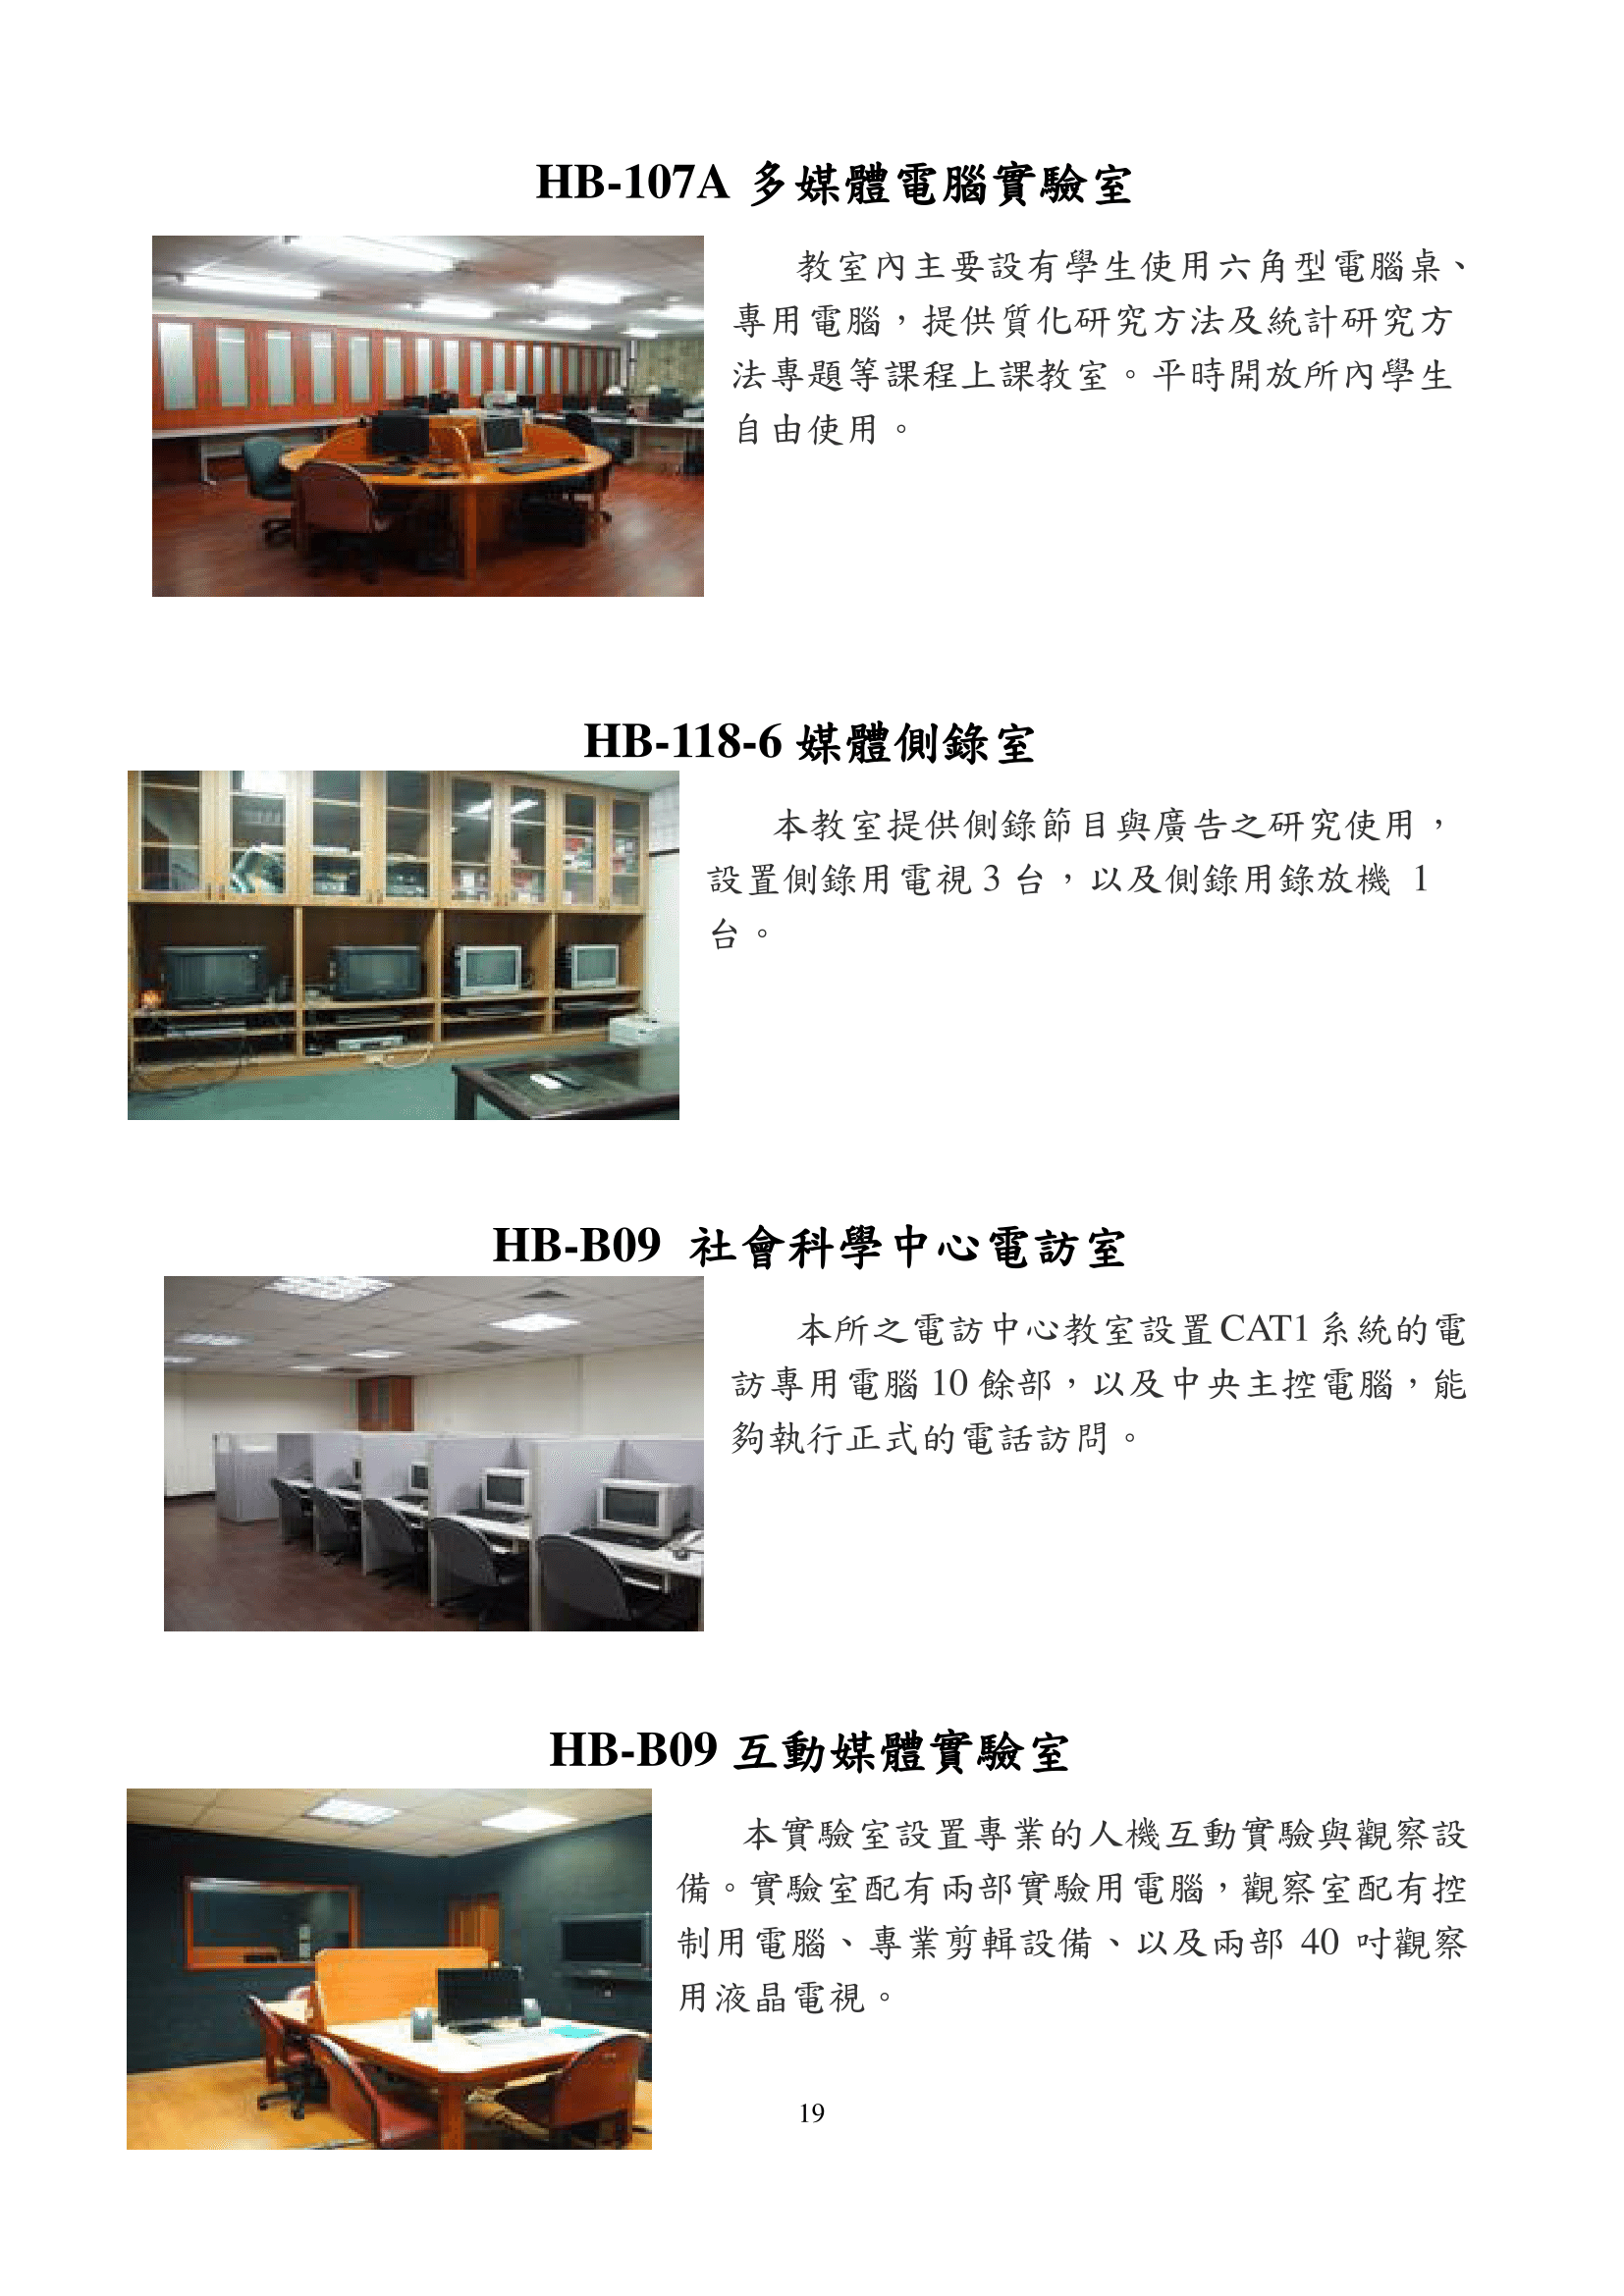 HB-107A 多媒體電腦實驗室
教室內主要設有學生使用六角型電腦桌、
專用電腦，提供質化研究方法及統計研究方
法專題等課程上課教室。平時開放所內學生
自由使用。
HB-118-6 媒體側錄室
本教室提供側錄節目與廣告之研究使用，
設置側錄用電視 3 台，以及側錄用錄放機 1
台。
HB-B09 社會科學中心電訪室
本所之電訪中心教室設置 CAT1 系統的電
訪專用電腦 10 餘部，以及中央主控電腦，能
夠執行正式的電話訪問。
HB-B09 互動媒體實驗室
本實驗室設置專業的人機互動實驗與觀察設
備。實驗室配有兩部實驗用電腦，觀察室配有控
制用電腦、專業剪輯設備、以及兩部 40 吋觀察
用液晶電視。
19